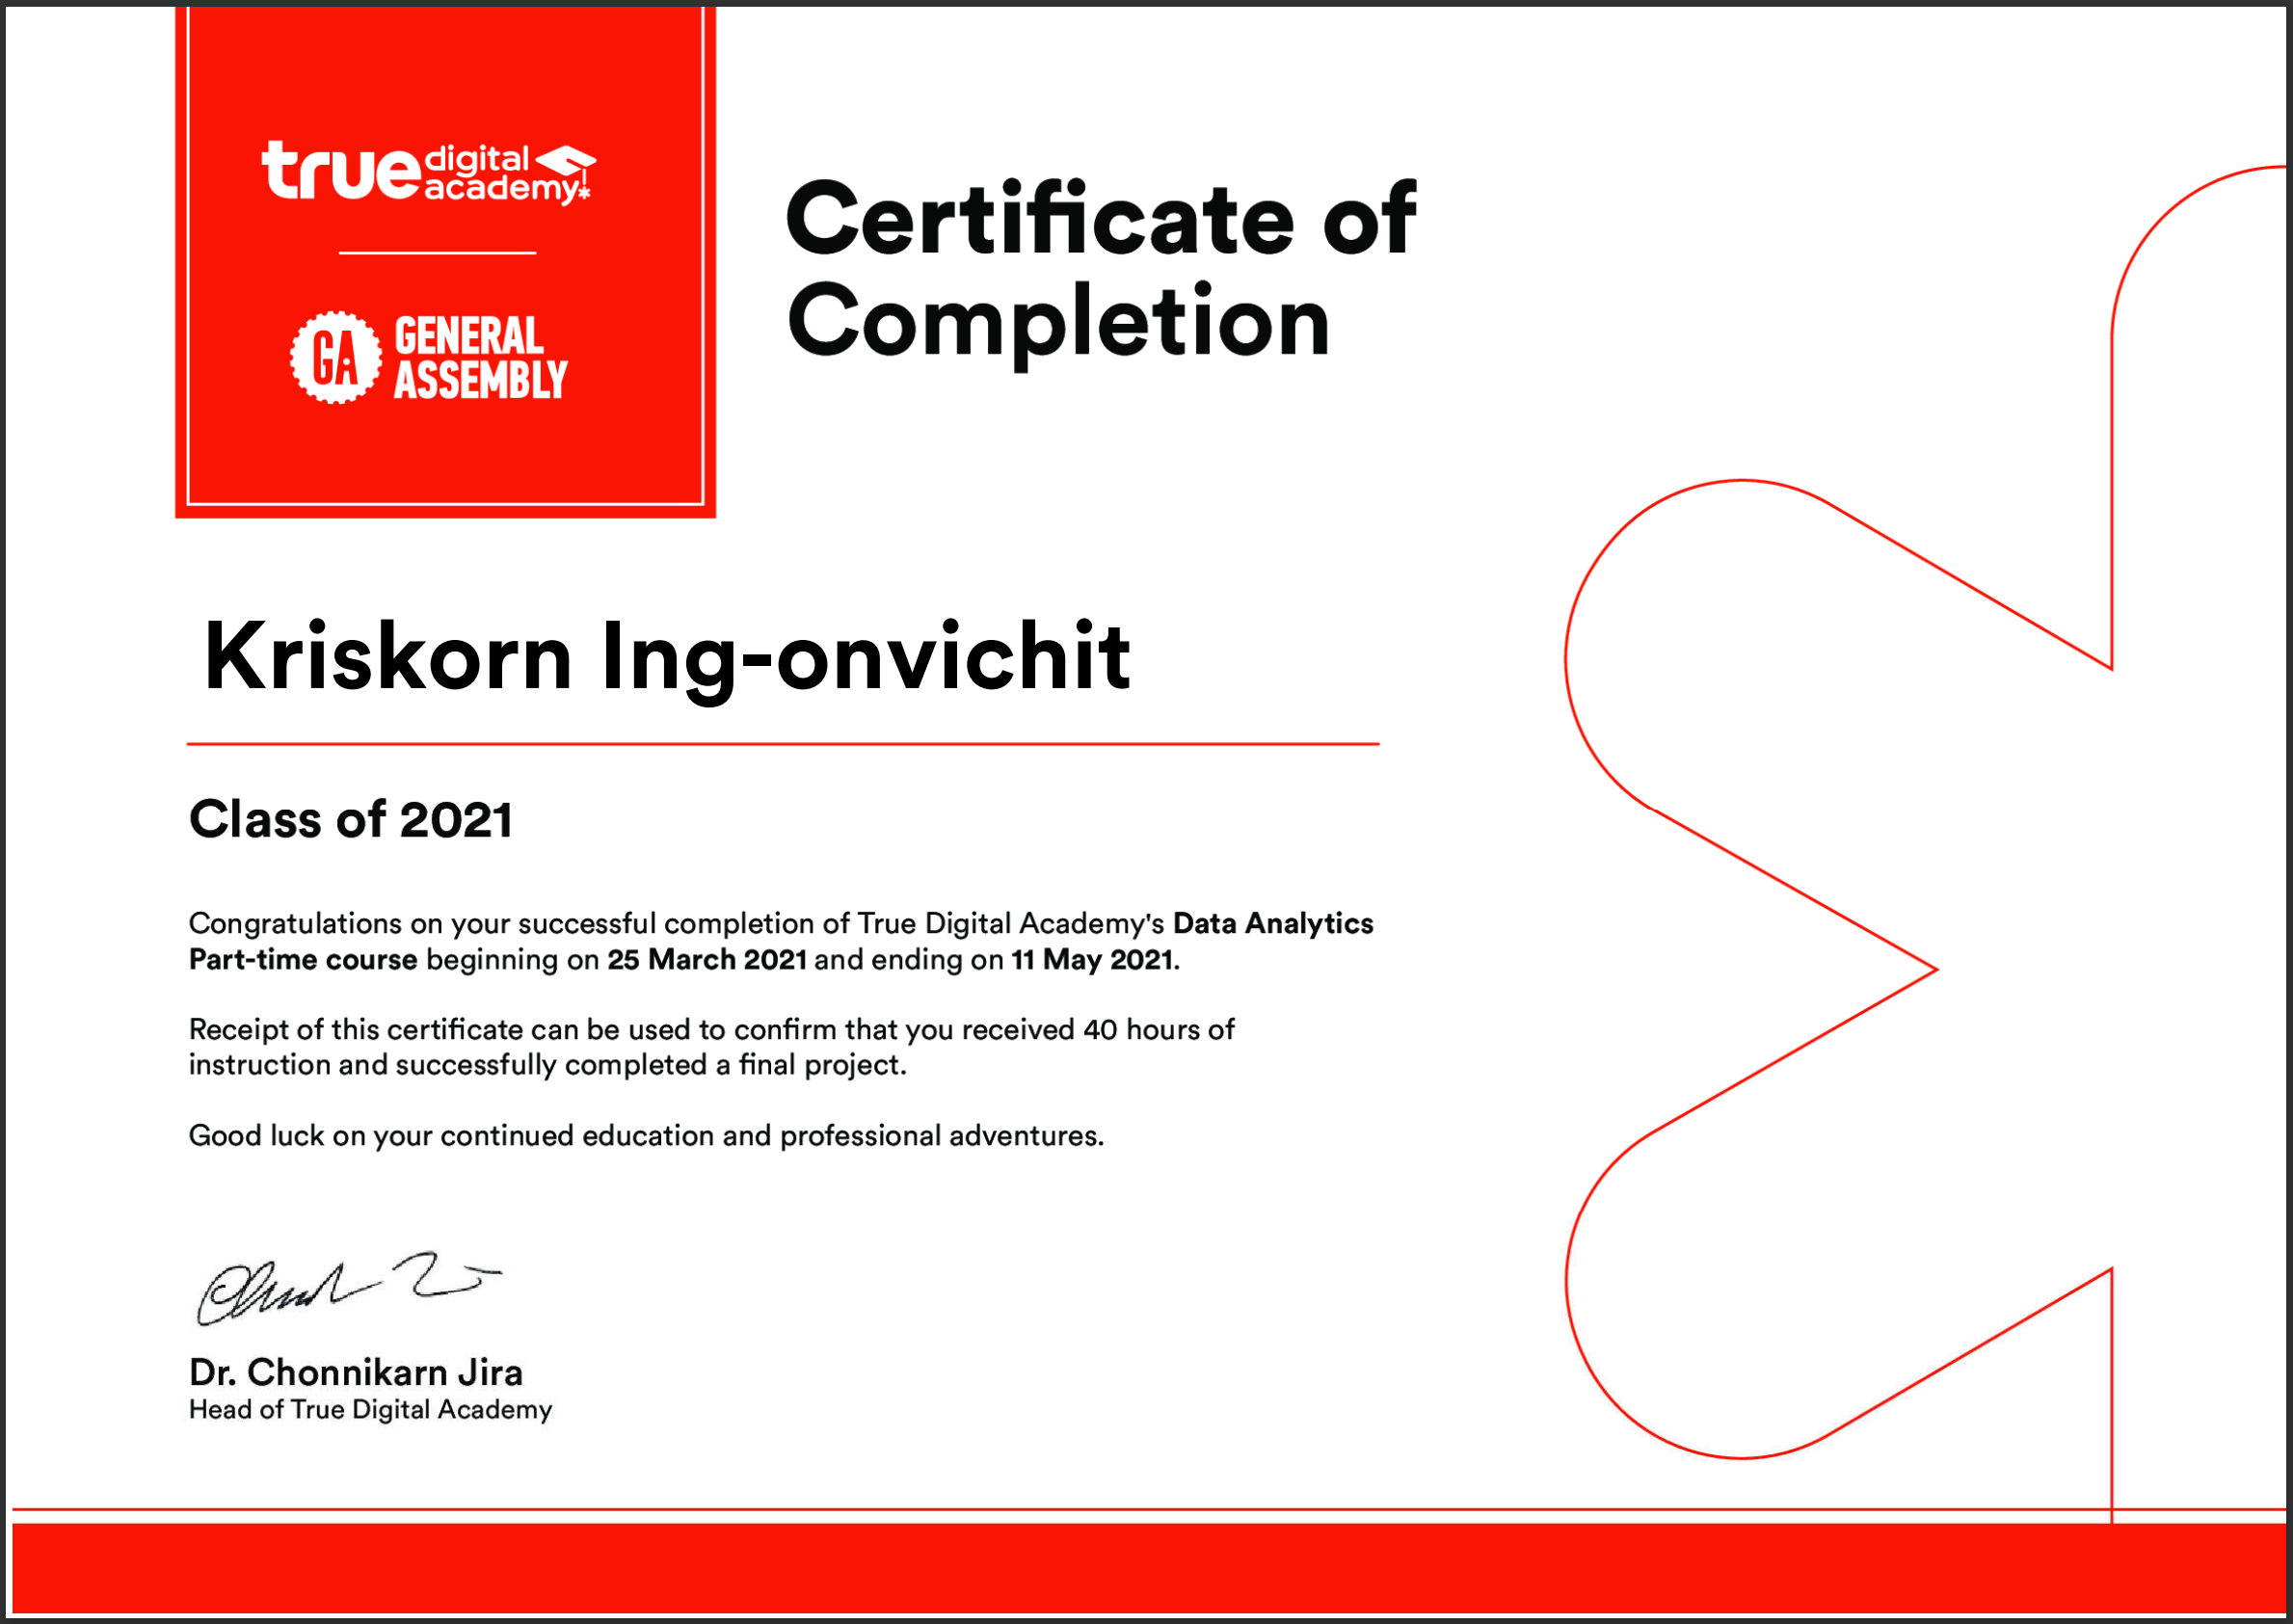 true digital academy
GA GENERAL ASSEMBLY
Certificate of
Completion
Kriskorn Ing-onvichit
Class of 2021
Congratulations on your successful completion of True Digital Academy's Data Analytics
Part-time course beginning on 25 March 2021 and ending on 11 May 2021.
Receipt of this certificate can be used to confirm that you received 40 hours of
instruction and successfully completed a final project.
Good luck on your continued education and professional adventures.
Dr. Chonnikarn Jira
Head of True Digital Academy